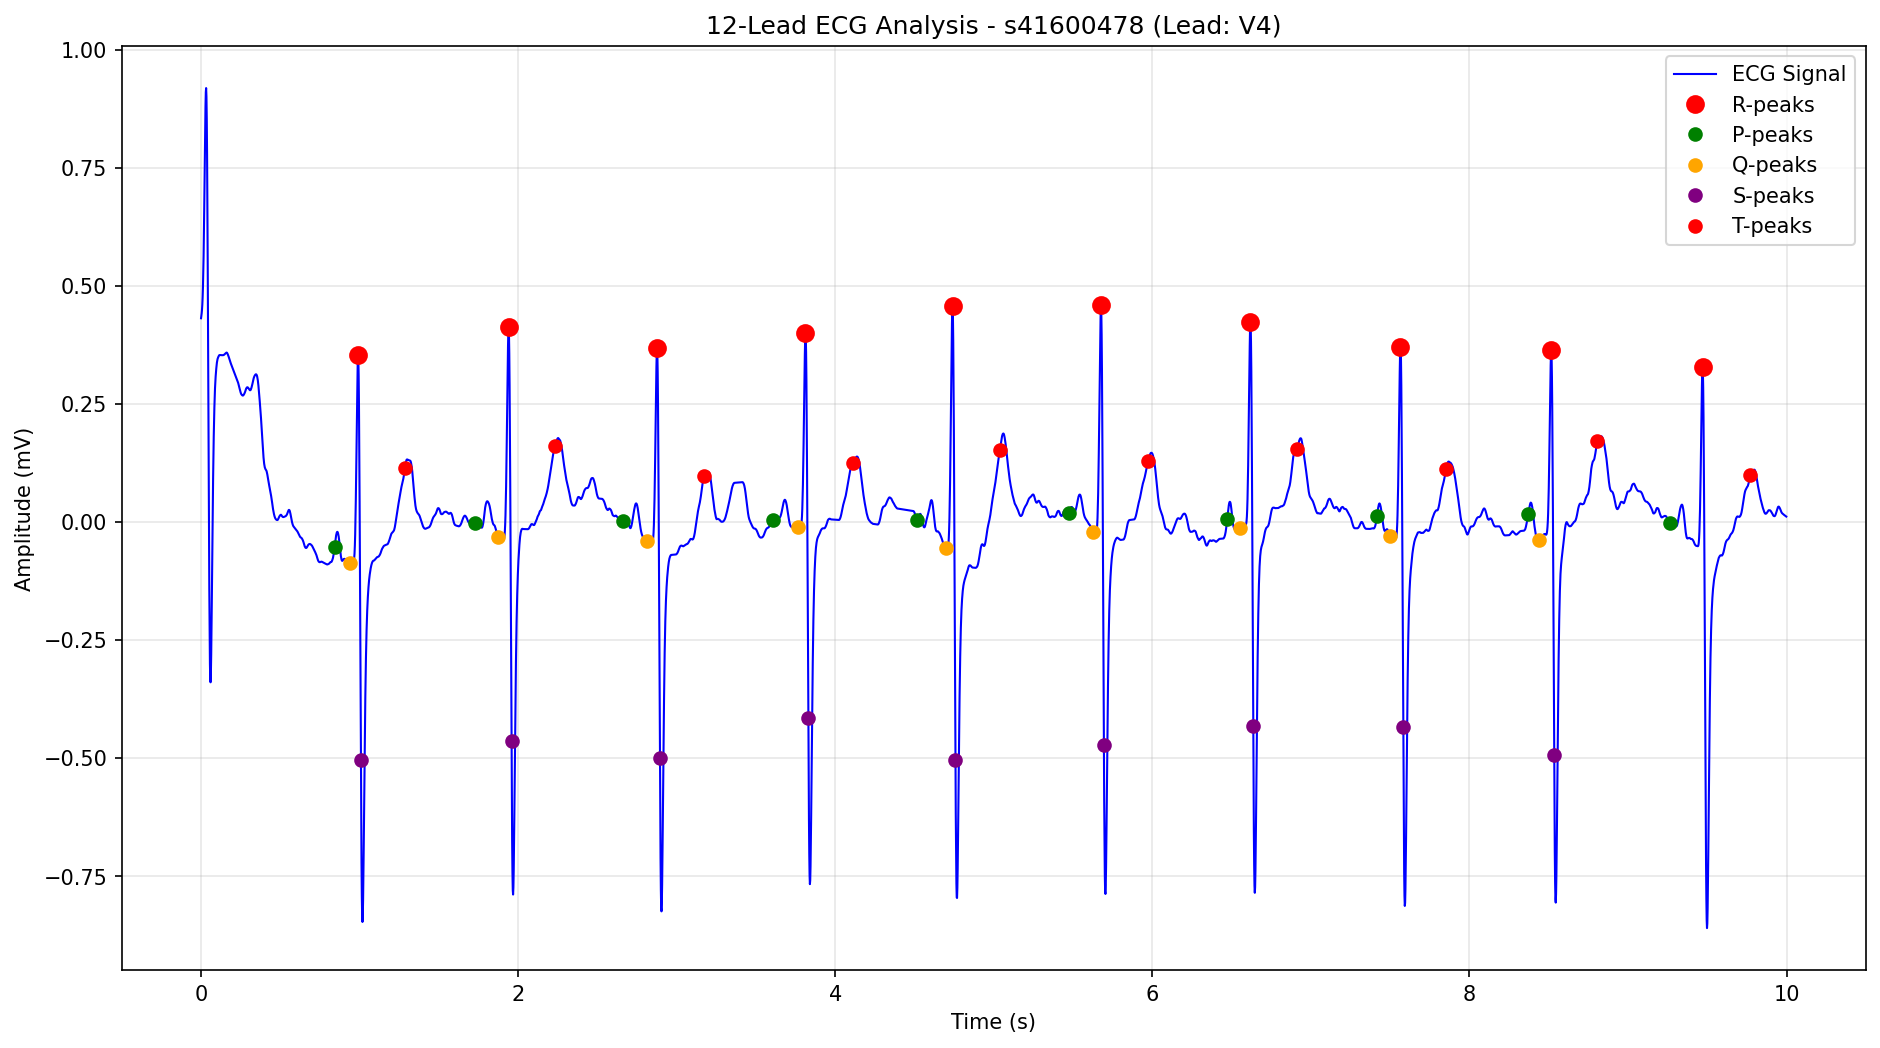 12-Lead ECG Analysis - s41600478 (Lead: V4)
1.00
0.75
0.50
0.25
0.00
−0.25
−0.50
−0.75
Amplitude (mV)
0
2
4
6
8
10
Time (s)
ECG Signal
R-peaks
P-peaks
Q-peaks
S-peaks
T-peaks